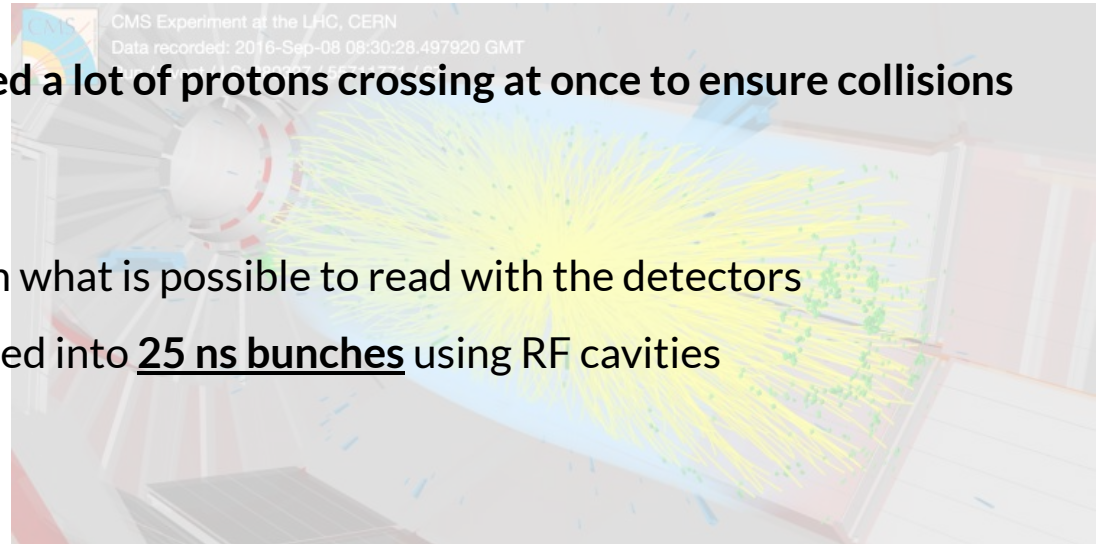 CMS
CMS Experiment at the LHC, CERN
Data recorded: 2016-Sep-08 08:30:28.497920 GMT
ed a lot of protons crossing at once to ensure collisions
what is possible to read with the detectors
ed into 25 ns bunches using RF cavities